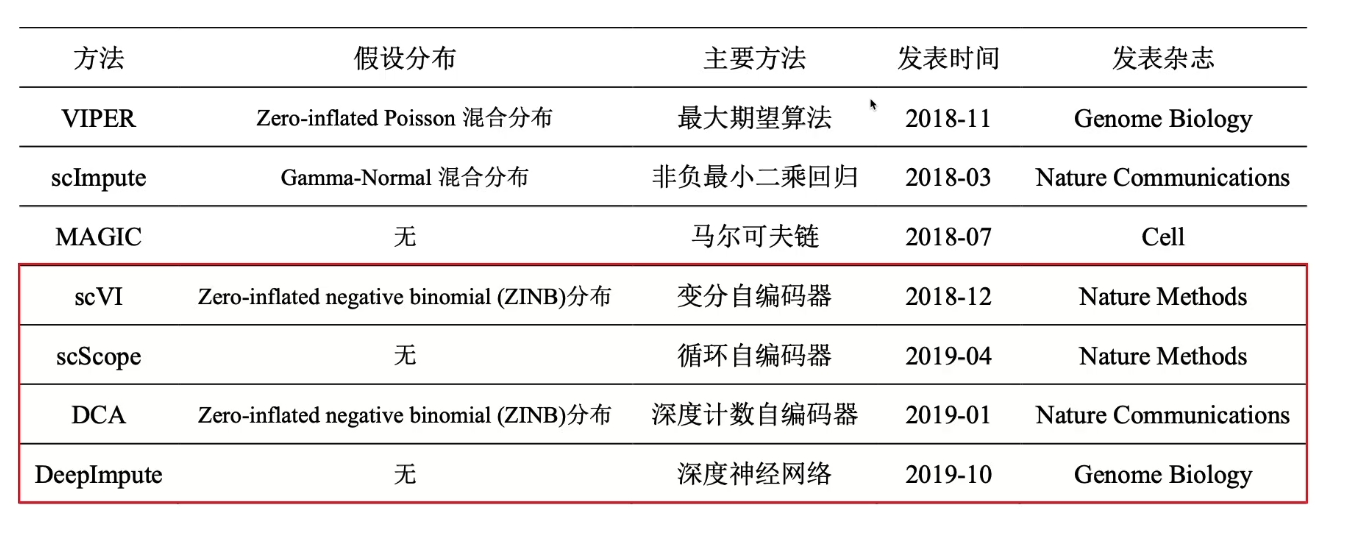 方法 假设分布 主要方法 发表时间 发表杂志
VIPER Zero-inflated Poisson 混合分布 最大期望算法 2018-11 Genome Biology
scImpute Gamma-Normal 混合分布 非负最小二乘回归 2018-03 Nature Communications
MAGIC 无 马尔可夫链 2018-07 Cell
scVI Zero-inflated negative binomial (ZINB)分布 变分自编码器 2018-12 Nature Methods
scScope 无 循环自编码器 2019-04 Nature Methods
DCA Zero-inflated negative binomial (ZINB)分布 深度计数自编码器 2019-01 Nature Communications
DeepImpute 无 深度神经网络 2019-10 Genome Biology